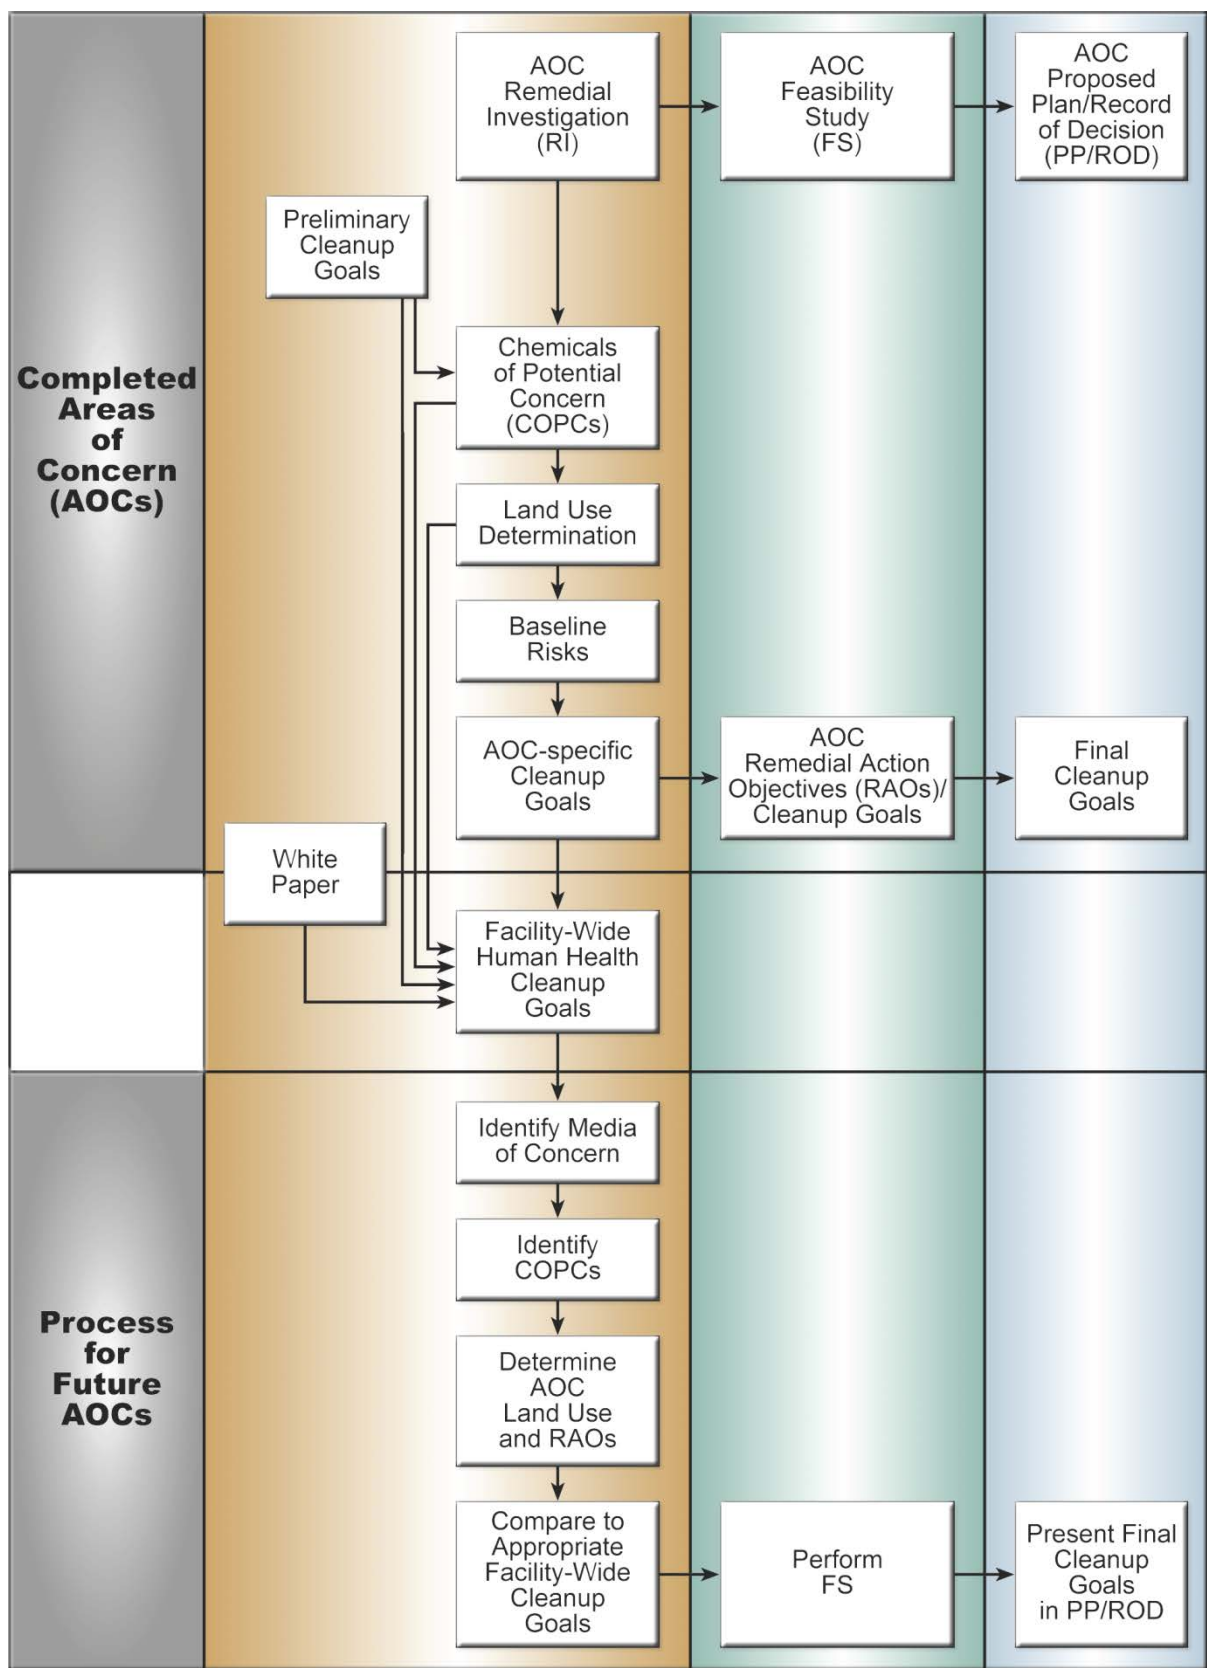 AOC
Remedial
Investigation
(RI)
AOC
Feasibility
Study
(FS)
AOC
Proposed
Plan/Record
of Decision
(PP/ROD)
Preliminary
Cleanup
Goals
Completed
Areas
of
Concern
(AOCs)
Chemicals
of Potential
Concern
(COPCs)
Land Use
Determination
Baseline
Risks
AOC-specific
Cleanup
Goals
AOC
Remedial Action
Objectives (RAOs)/
Cleanup Goals
Final
Cleanup
Goals
White
Paper
Facility-Wide
Human Health
Cleanup
Goals
Process
for
Future
AOCs
Identify Media
of Concern
Identify
COPCs
Determine
AOC
Land Use
and RAOs
Compare to
Appropriate
Facility-Wide
Cleanup
Goals
Perform
FS
Present Final
Cleanup
Goals
in PP/ROD